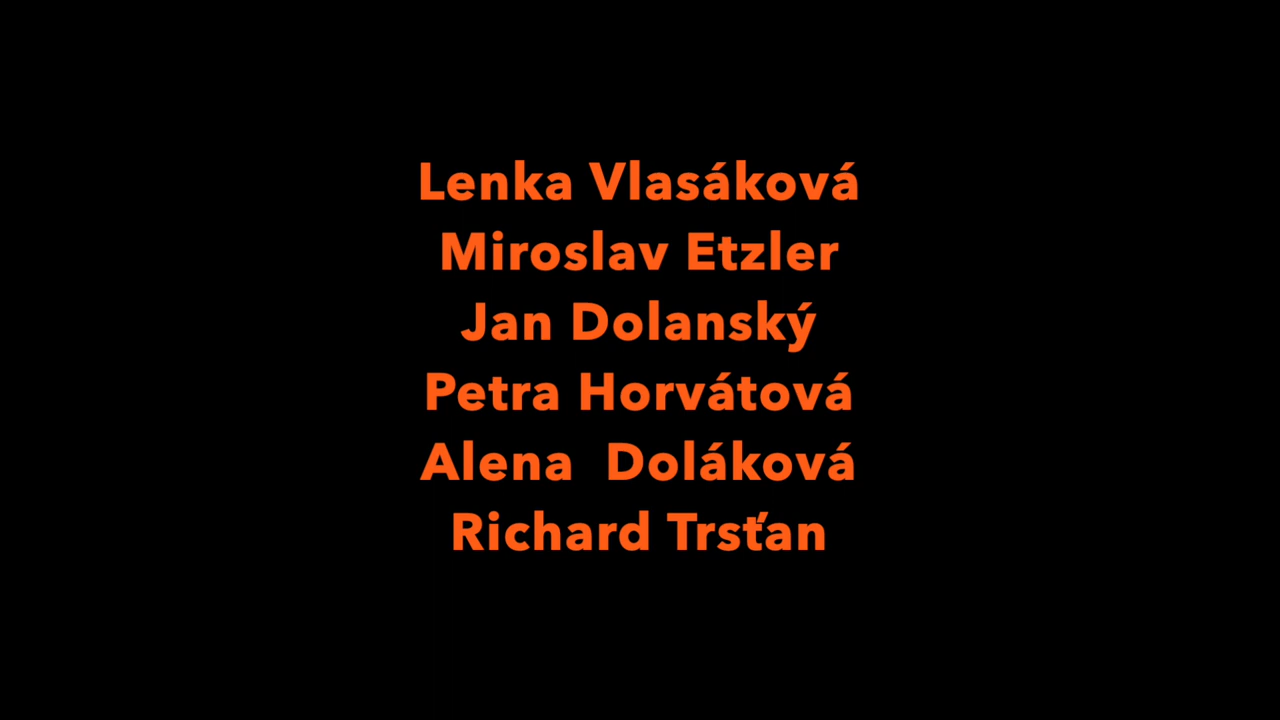 Lenka Vlasáková
Miroslav Etzler
Jan Dolanský
Petra Horvátová
Alena  Doláková
Richard Trsťan